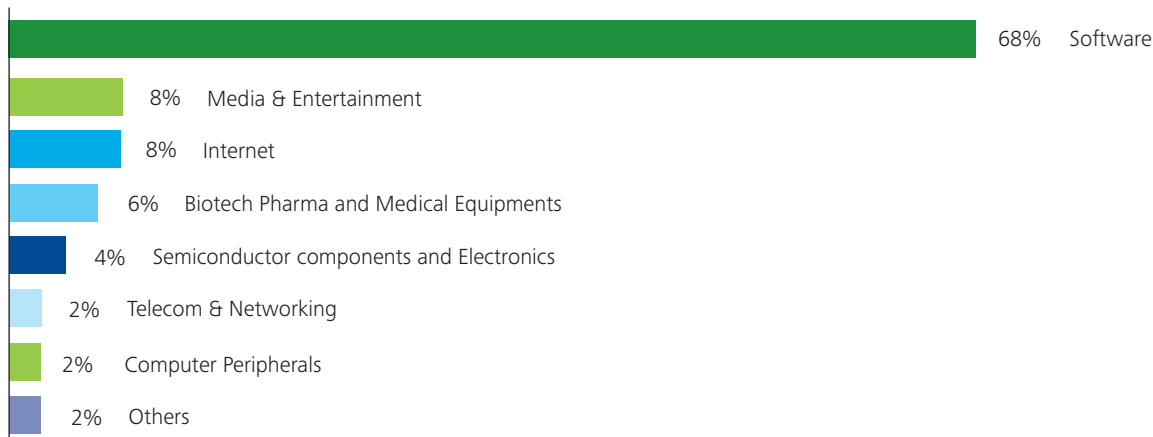 68% Software
8% Media & Entertainment
8% Internet
6% Biotech Pharma and Medical Equipments
4% Semiconductor components and Electronics
2% Telecom & Networking
2% Computer Peripherals
2% Others